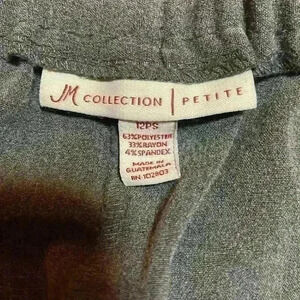 JM COLLECTION | PETITE
12PS
63%POLYESTER
33%RAYON
4%SPANDEX
MADE IN
GUATEMALA
RN 102803